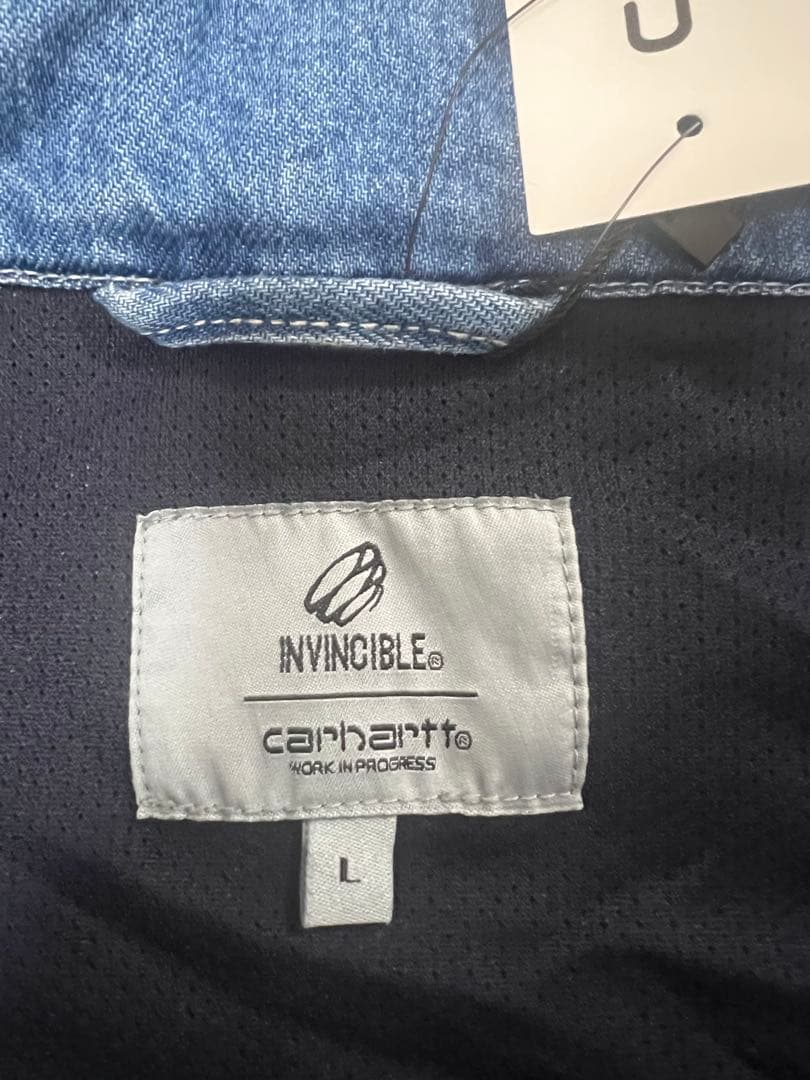 INVINCIBLE®
carhartt®
WORK IN PROGRESS
L